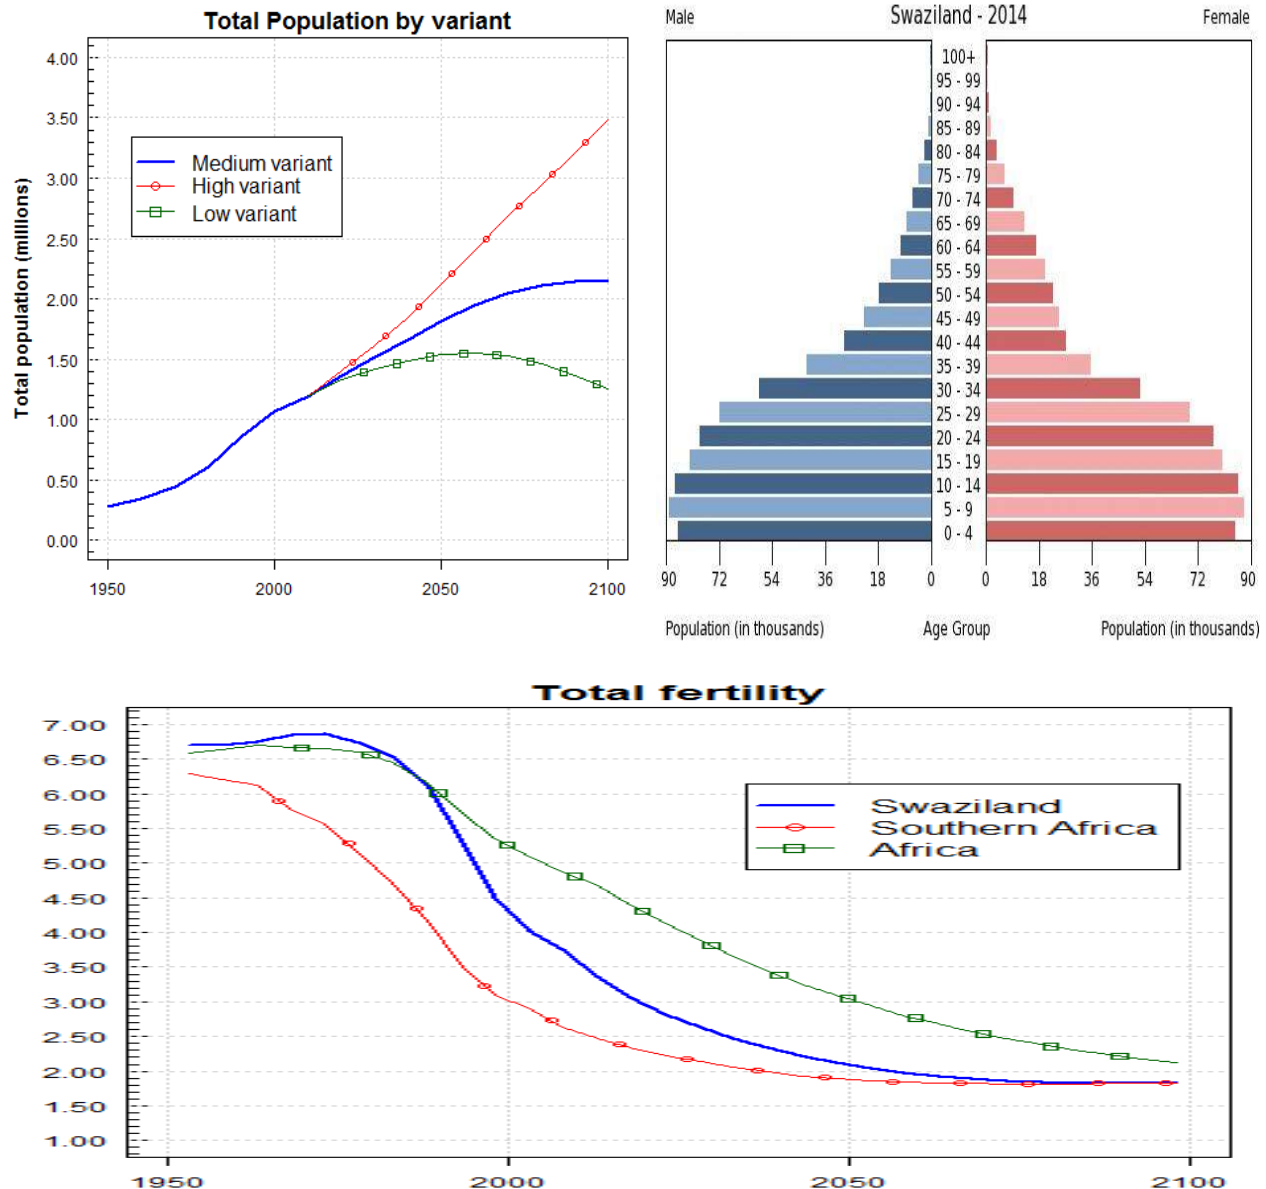 Total Population by variant
Total population (millions)
4.00
3.50
3.00
2.50
2.00
1.50
1.00
0.50
0.00
Medium variant
High variant
Low variant
1950 2000 2050 2100
Male Swaziland - 2014 Female
100+
95 - 99
90 - 94
85 - 89
80 - 84
75 - 79
70 - 74
65 - 69
60 - 64
55 - 59
50 - 54
45 - 49
40 - 44
35 - 39
30 - 34
25 - 29
20 - 24
15 - 19
10 - 14
5 - 9
0 - 4
90 72 54 36 18 0 0 18 36 54 72 90
Population (in thousands) Age Group Population (in thousands)
Total fertility
7.00
6.50
6.00
5.50
5.00
4.50
4.00
3.50
3.00
2.50
2.00
1.50
1.00
Swaziland
Southern Africa
Africa
1950 2000 2050 2100